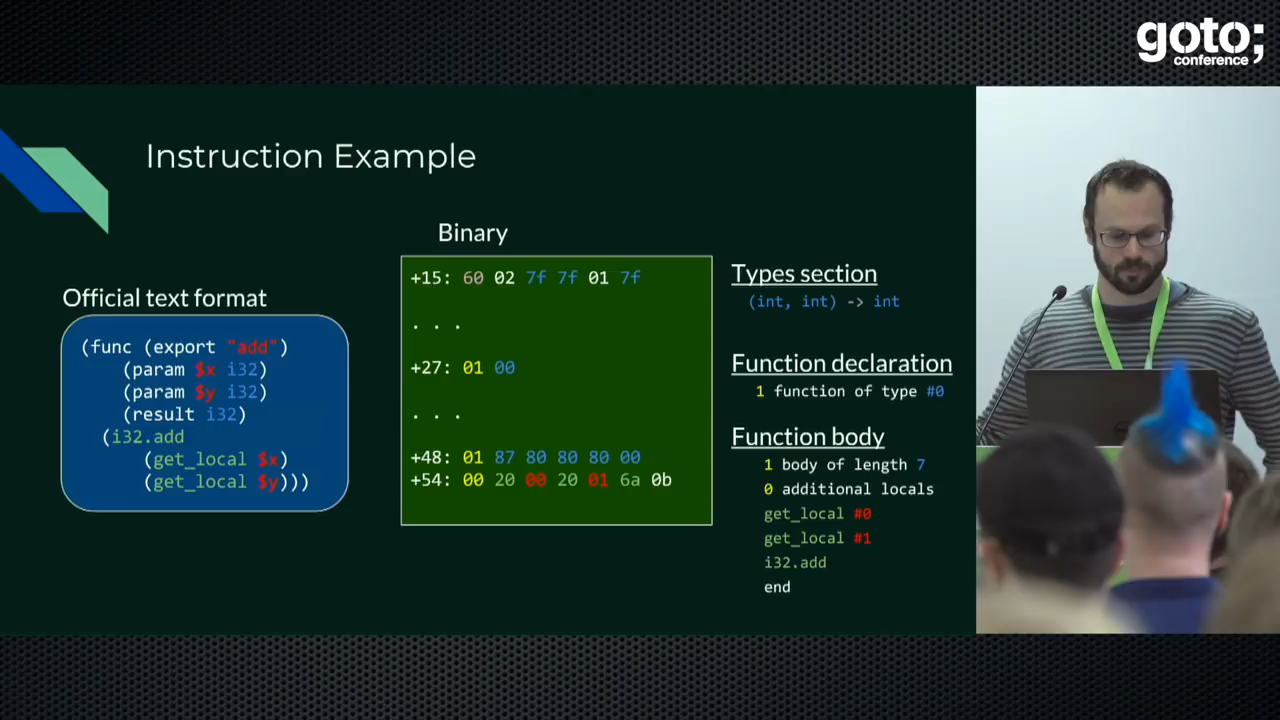 goto;
conference
Instruction Example
Official text format
(func (export "add")
(param $x i32)
(param $y i32)
(result i32)
(i32.add
(get_local $x)
(get_local $y)))
Binary
+15: 60 02 7f 7f 01 7f
. . .
+27: 01 00
. . .
+48: 01 87 80 80 80 00
+54: 00 20 00 20 01 6a 0b
Types section
(int, int) -> int
Function declaration
1 function of type #0
Function body
1 body of length 7
0 additional locals
get_local #0
get_local #1
i32.add
end